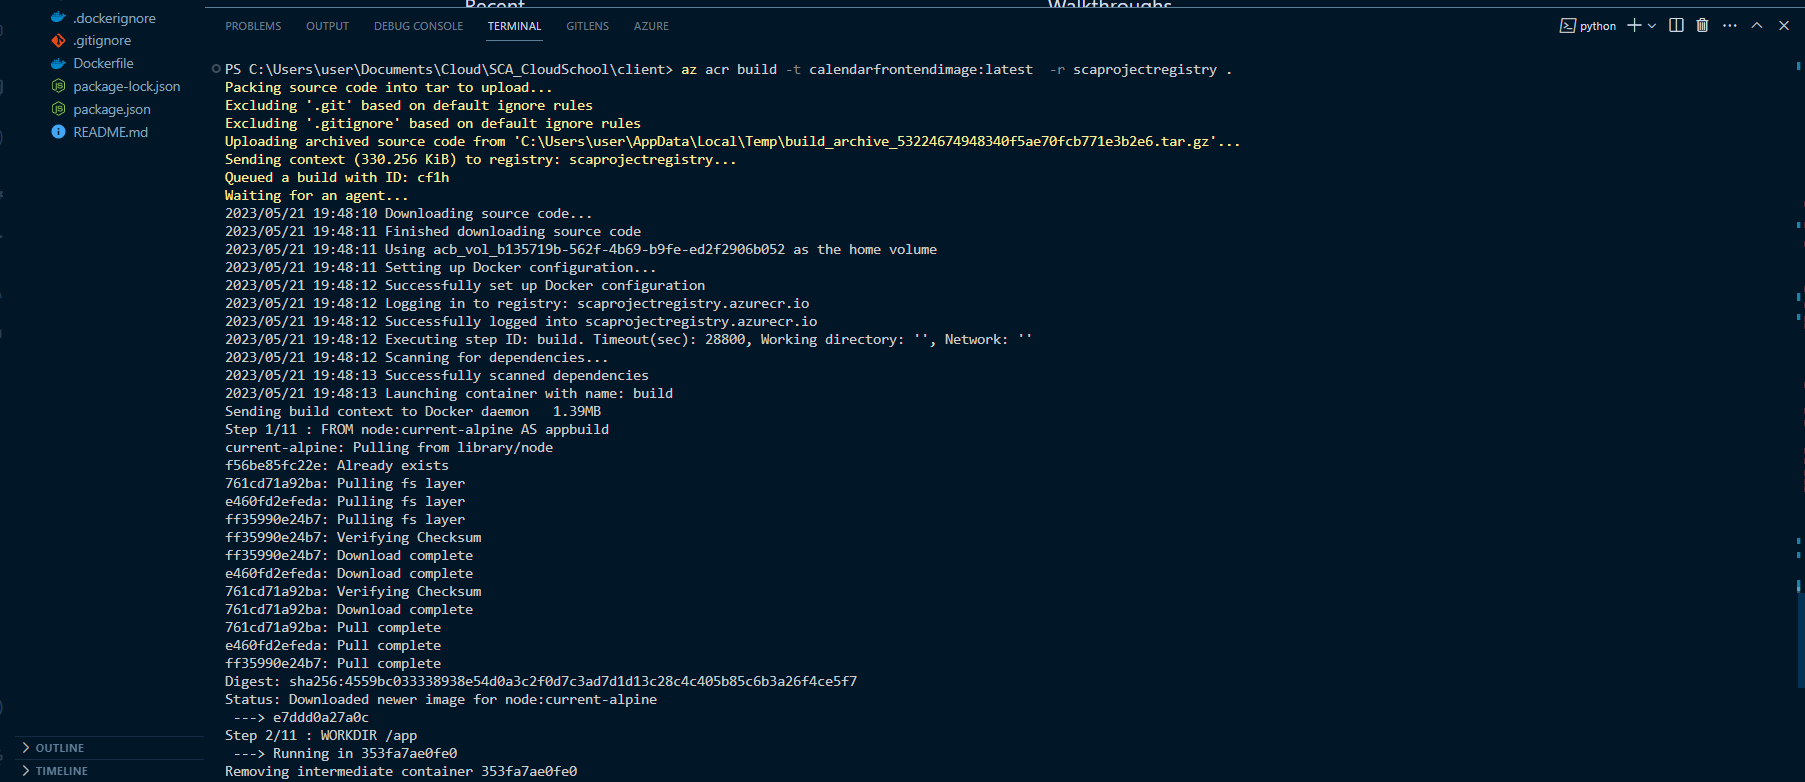 Recent
Walkthroughs
.dockerignore
.gitignore
Dockerfile
package-lock.json
package.json
README.md
OUTLINE
TIMELINE
PROBLEMS OUTPUT DEBUG CONSOLE TERMINAL GITLENS AZURE
python
PS C:\Users\user\Documents\Cloud\SCA_CloudSchool\client> az acr build -t calendarfrontendimage:latest  -r scaprojectregistry .
Packing source code into tar to upload...
Excluding '.git' based on default ignore rules
Excluding '.gitignore' based on default ignore rules
Uploading archived source code from 'C:\Users\user\AppData\Local\Temp\build_archive_53224674948340f5ae70fcb771e3b2e6.tar.gz'...
Sending context (330.256 KiB) to registry: scaprojectregistry...
Queued a build with ID: cf1h
Waiting for an agent...
2023/05/21 19:48:10 Downloading source code...
2023/05/21 19:48:11 Finished downloading source code
2023/05/21 19:48:11 Using acb_vol_b135719b-562f-4b69-b9fe-ed2f2906b052 as the home volume
2023/05/21 19:48:11 Setting up Docker configuration...
2023/05/21 19:48:12 Successfully set up Docker configuration
2023/05/21 19:48:12 Logging in to registry: scaprojectregistry.azurecr.io
2023/05/21 19:48:12 Successfully logged into scaprojectregistry.azurecr.io
2023/05/21 19:48:12 Executing step ID: build. Timeout(sec): 28800, Working directory: '', Network: ''
2023/05/21 19:48:12 Scanning for dependencies...
2023/05/21 19:48:13 Successfully scanned dependencies
2023/05/21 19:48:13 Launching container with name: build
Sending build context to Docker daemon   1.39MB
Step 1/11 : FROM node:current-alpine AS appbuild
current-alpine: Pulling from library/node
f56be85fc22e: Already exists
761cd71a92ba: Pulling fs layer
e460fd2efeda: Pulling fs layer
ff35990e24b7: Pulling fs layer
ff35990e24b7: Verifying Checksum
ff35990e24b7: Download complete
e460fd2efeda: Download complete
761cd71a92ba: Verifying Checksum
761cd71a92ba: Download complete
761cd71a92ba: Pull complete
e460fd2efeda: Pull complete
ff35990e24b7: Pull complete
Digest: sha256:4559bc033338938e54d0a3c2f0d7c3ad7d1d13c28c4c405b85c6b3a26f4ce5f7
Status: Downloaded newer image for node:current-alpine
 ---> e7ddd0a27a0c
Step 2/11 : WORKDIR /app
 ---> Running in 353fa7ae0fe0
Removing intermediate container 353fa7ae0fe0